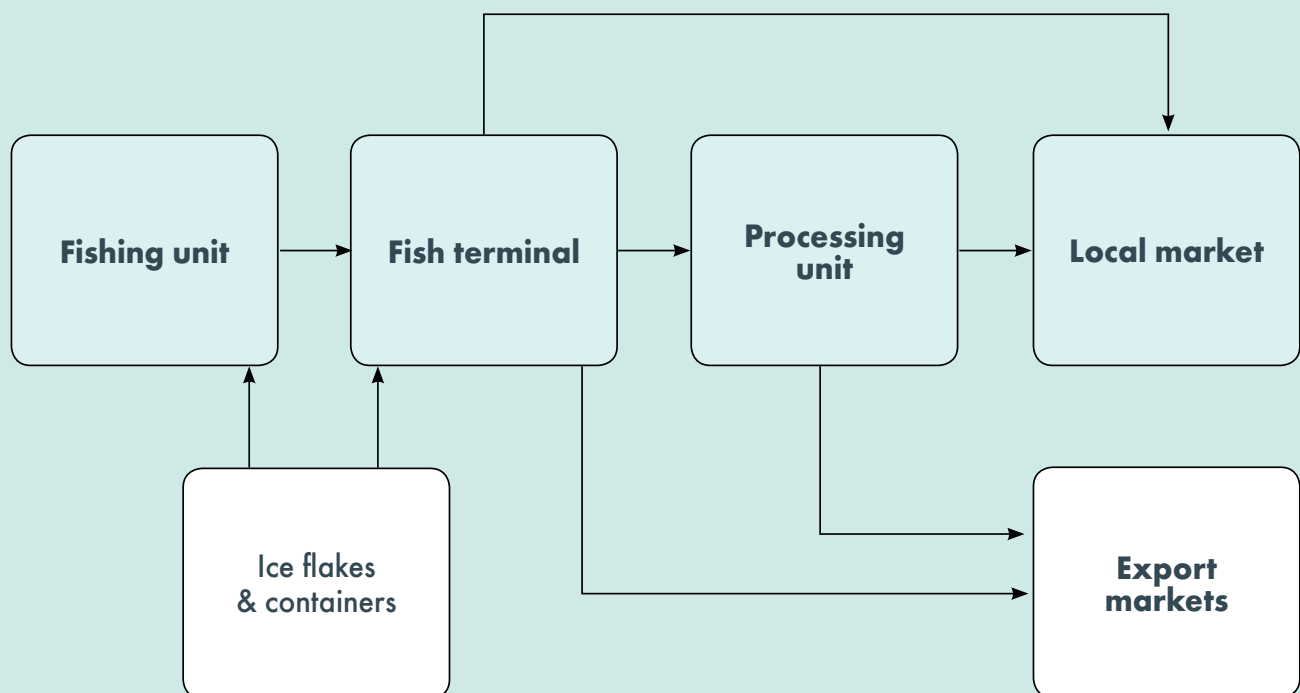 Fishing unit
Fish terminal
Processing
unit
Local market
Ice flakes
& containers
Export
markets